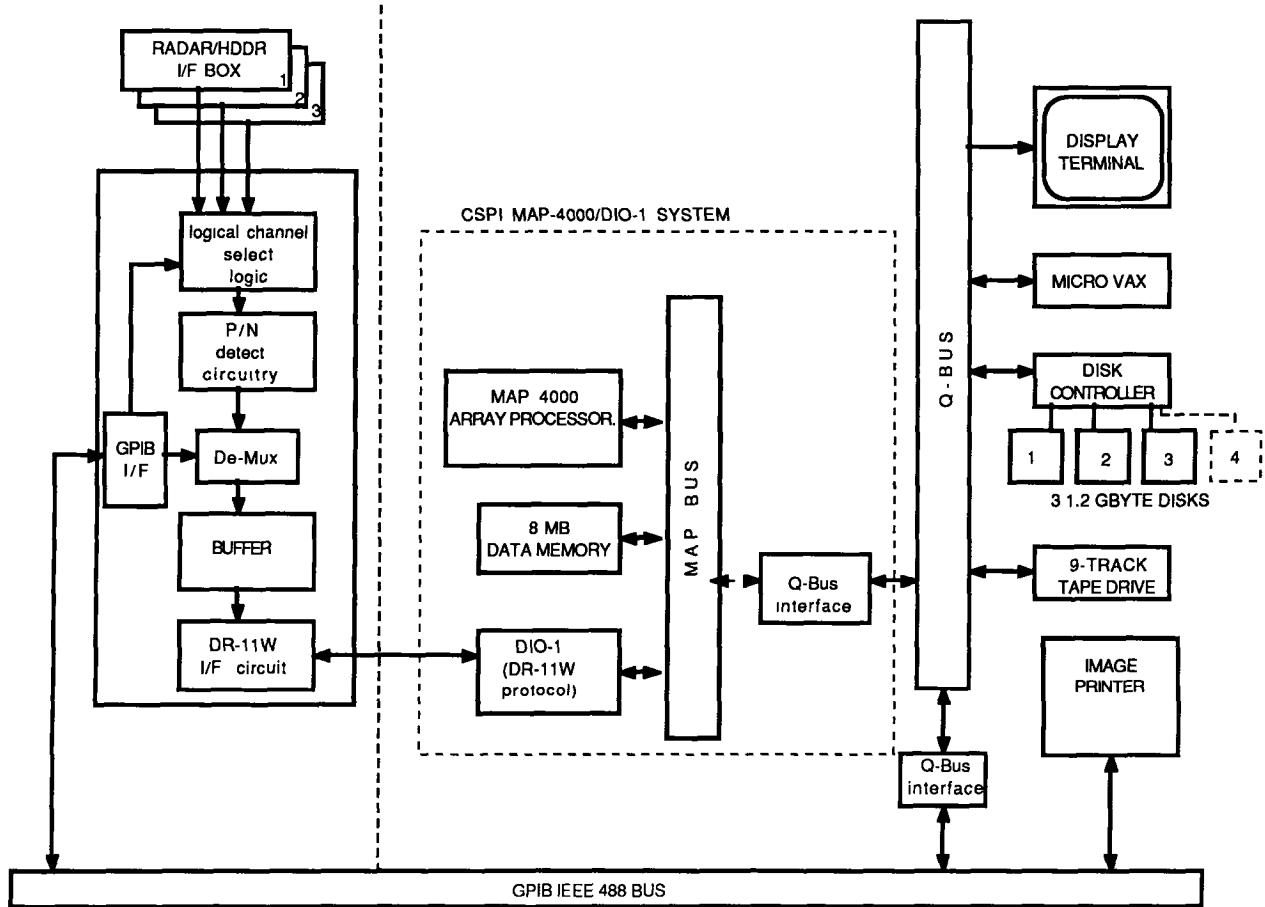 RADAR/HDDR
I/F BOX
1
2
3
logical channel
select
logic
P/N
detect
circuitry
GPIB
I/F
De-Mux
BUFFER
DR-11W
I/F circuit
CSPI MAP-4000/DIO-1 SYSTEM
MAP 4000
ARRAY PROCESSOR.
8 MB
DATA MEMORY
DIO-1
(DR-11W
protocol)
MAP BUS
Q-Bus
interface
Q-BUS
DISPLAY
TERMINAL
MICRO VAX
DISK
CONTROLLER
1
2
3
4
3 1.2 GBYTE DISKS
9-TRACK
TAPE DRIVE
IMAGE
PRINTER
Q-Bus
interface
GPIB IEEE 488 BUS